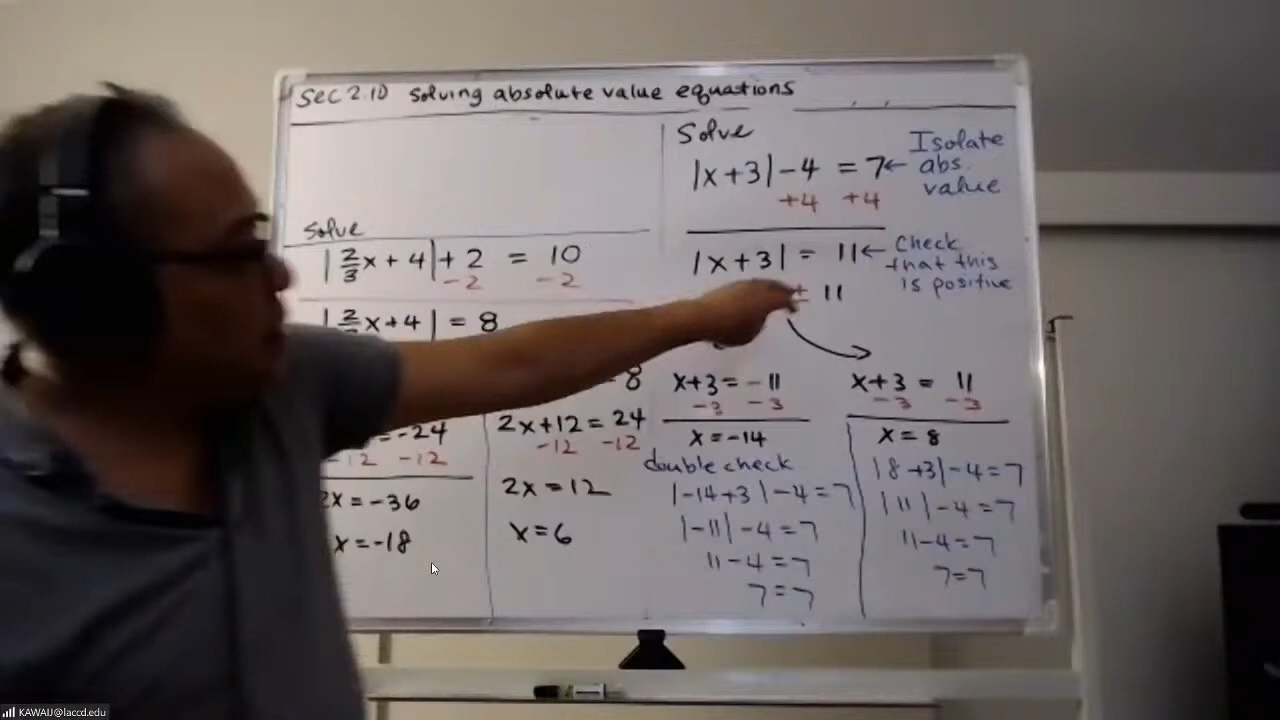 Sec 2.10 Solving absolute value equations
Solve
|2/3x + 4| + 2 = 10
-2 -2
|2/3x + 4| = 8
8
= -24
-12 -12
2x = -36
x = -18
2x + 12 = 24
-12 -12
2x = 12
x = 6
Solve
|x + 3| - 4 = 7 ← Isolate
abs.
value
+4 +4
|x + 3| = 11 ← Check
that this
is positive
± 11
x + 3 = -11
-3 -3
x = -14
double check
|-14 + 3| - 4 = 7
|-11| - 4 = 7
11 - 4 = 7
7 = 7
x + 3 = 11
-3 -3
x = 8
|8 + 3| - 4 = 7
|11| - 4 = 7
11 - 4 = 7
7 = 7
KAWAIJ@laccd.edu